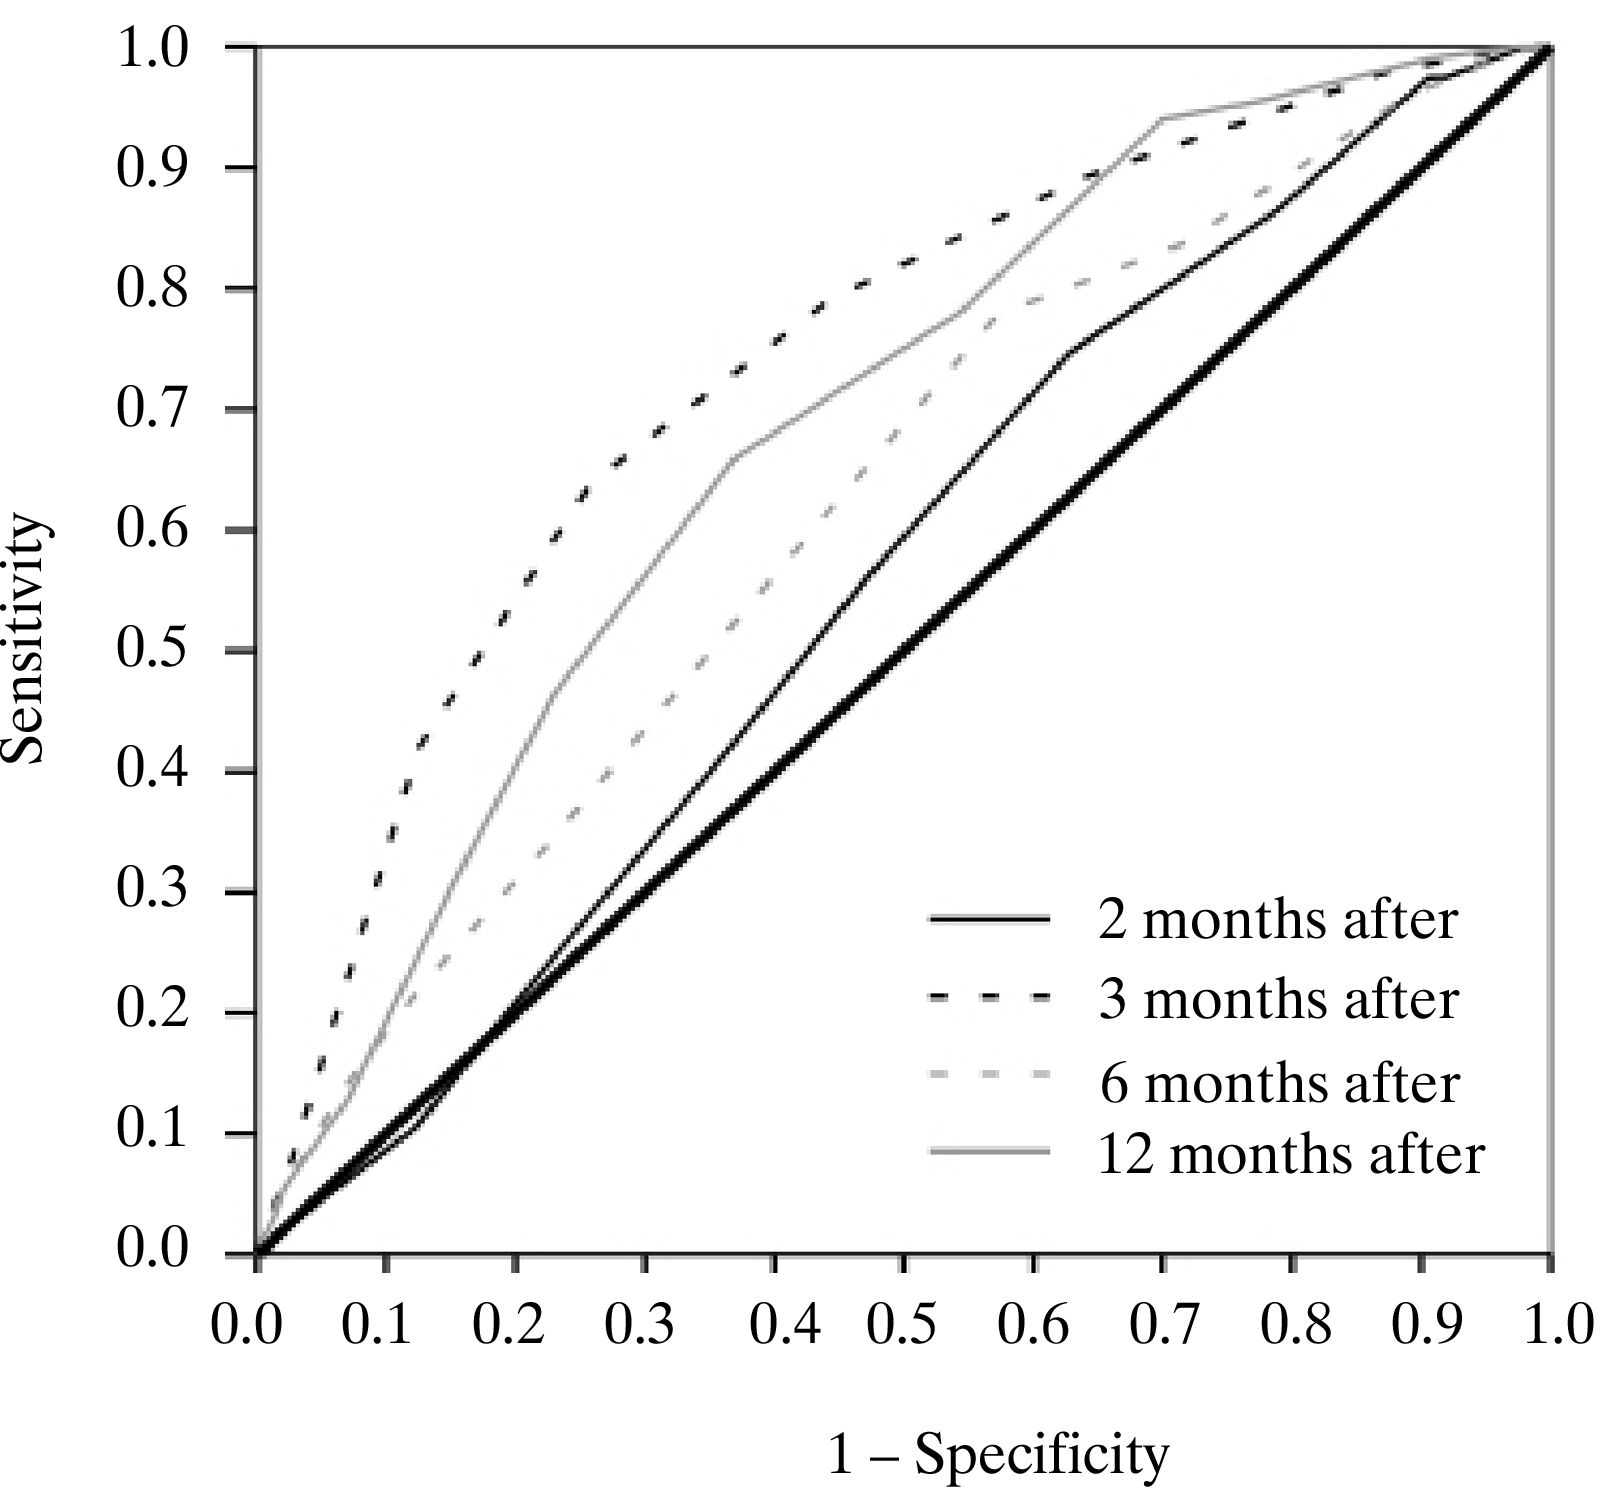 Sensitivity
1.0
0.9
0.8
0.7
0.6
0.5
0.4
0.3
0.2
0.1
0.0
2 months after
3 months after
6 months after
12 months after
0.0 0.1 0.2 0.3 0.4 0.5 0.6 0.7 0.8 0.9 1.0
1 – Specificity